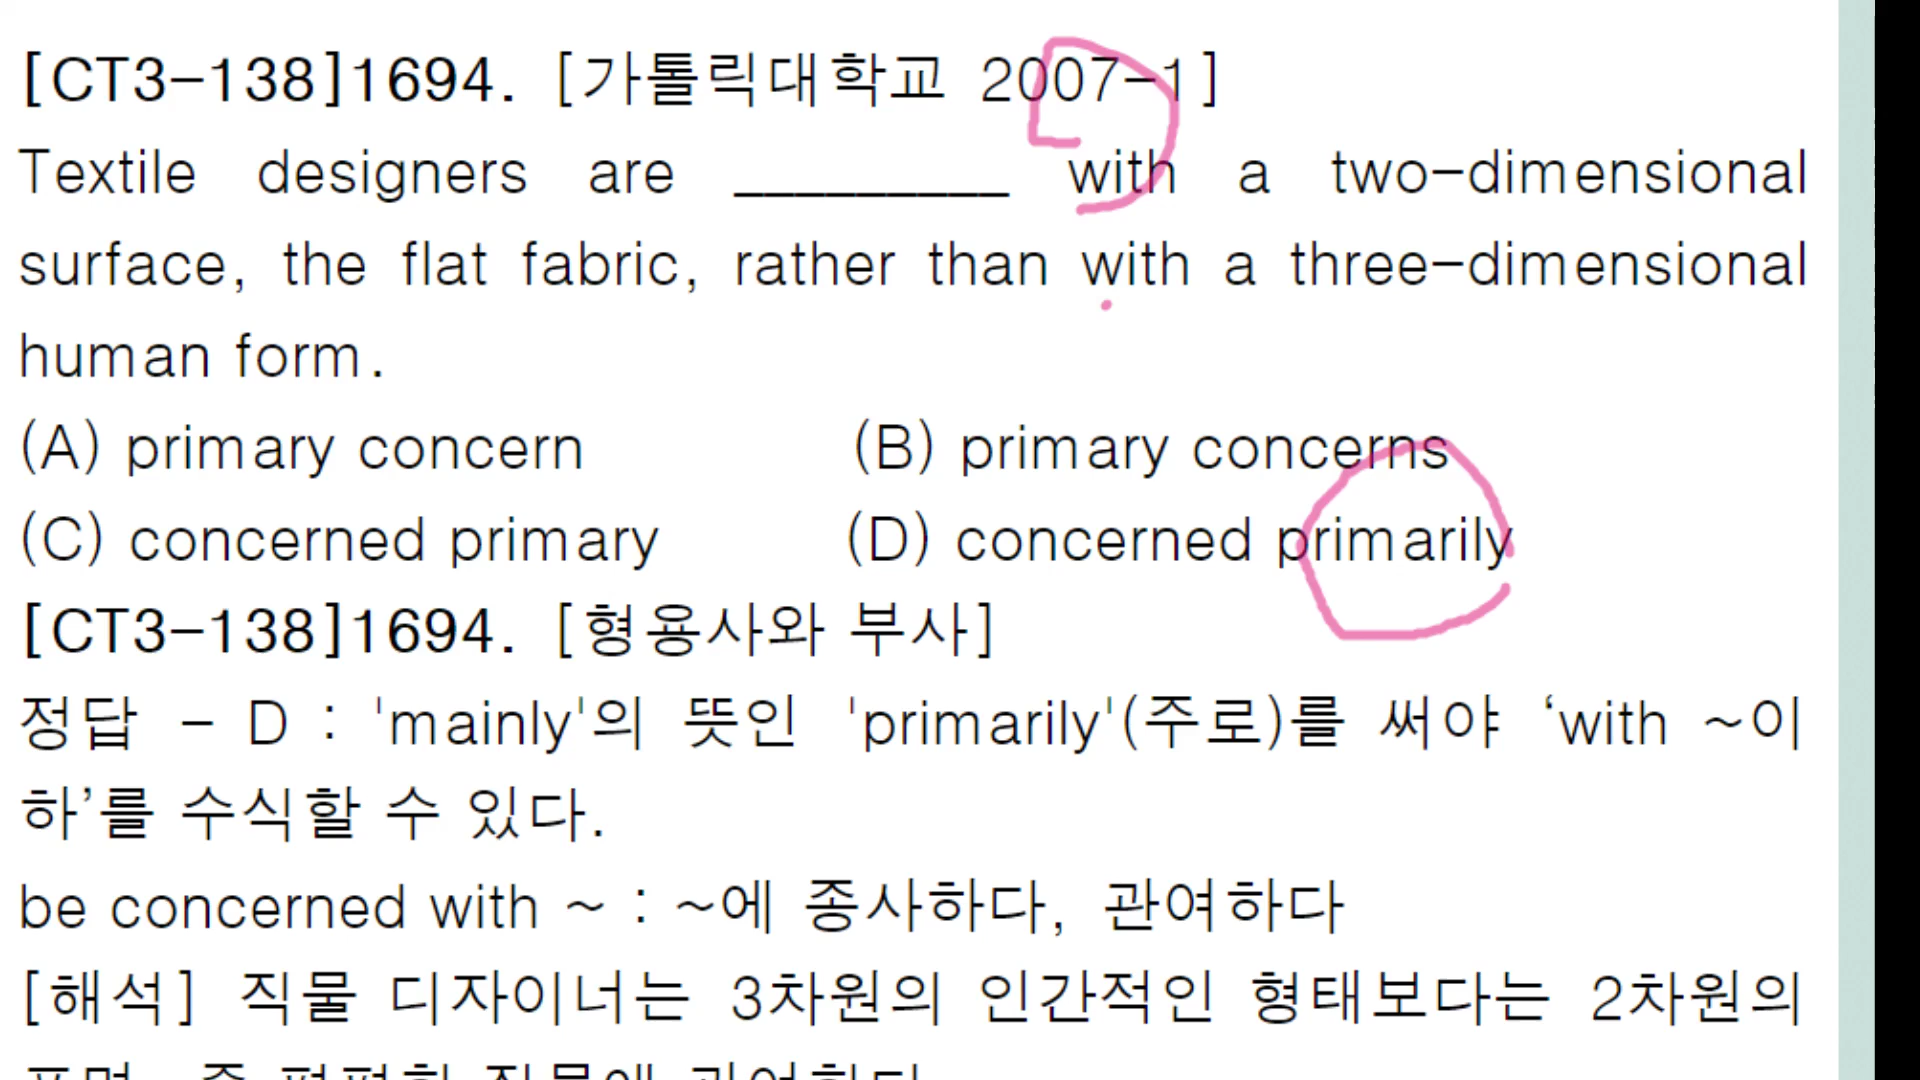 [CT3-138]1694. [가톨릭대학교 2007-1]
Textile designers are _________ with a two-dimensional
surface, the flat fabric, rather than with a three-dimensional
human form.
(A) primary concern (B) primary concerns
(C) concerned primary (D) concerned primarily
[CT3-138]1694. [형용사와 부사]
정답 - D : 'mainly'의 뜻인 'primarily'(주로)를 써야 ‘with ~이
하’를 수식할 수 있다.
be concerned with ~ : ~에 종사하다, 관여하다
[해석] 직물 디자이너는 3차원의 인간적인 형태보다는 2차원의